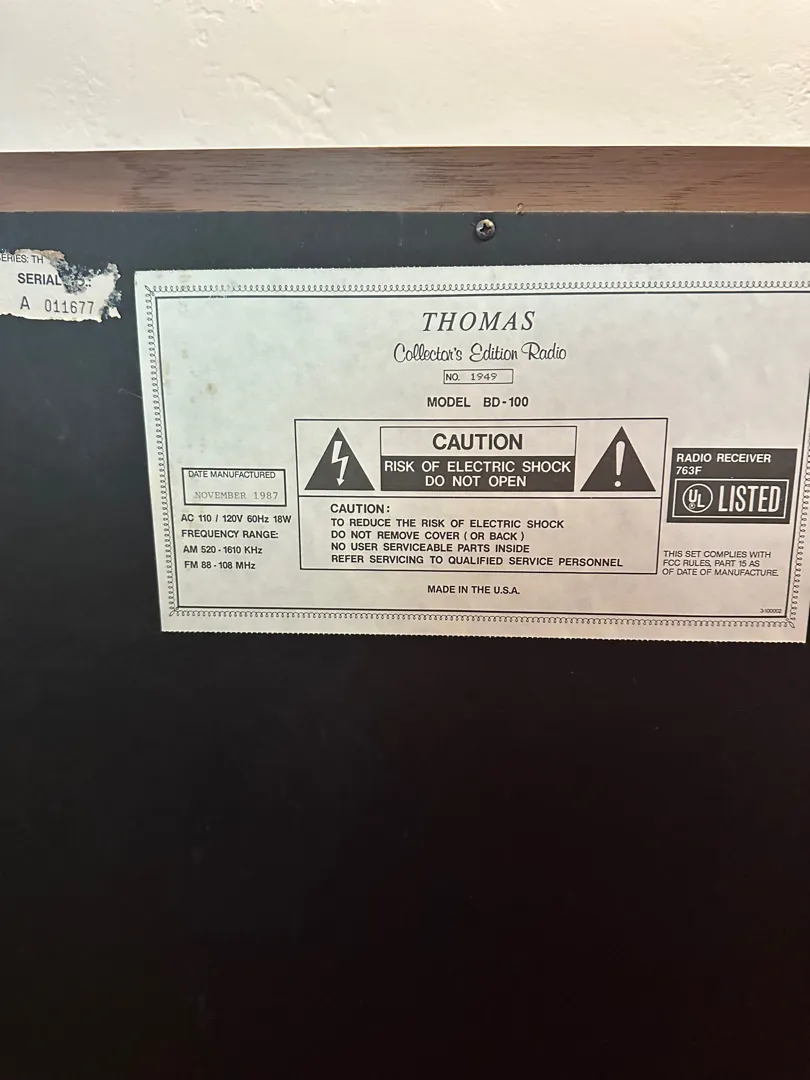 SERIES: TH
SERIAL
A 011677
THOMAS
Collector's Edition Radio
NO. 1949
MODEL BD-100
CAUTION
RISK OF ELECTRIC SHOCK
DO NOT OPEN
CAUTION:
TO REDUCE THE RISK OF ELECTRIC SHOCK
DO NOT REMOVE COVER (OR BACK)
NO USER SERVICEABLE PARTS INSIDE
REFER SERVICING TO QUALIFIED SERVICE PERSONNEL
DATE MANUFACTURED
NOVEMBER 1987
AC 110 / 120V 60Hz 18W
FREQUENCY RANGE:
AM 520-1610 KHz
FM 88-108 MHz
RADIO RECEIVER
763F
UL LISTED
THIS SET COMPLIES WITH
FCC RULES, PART 15 AS
OF DATE OF MANUFACTURE.
MADE IN THE U.S.A.
3-100002